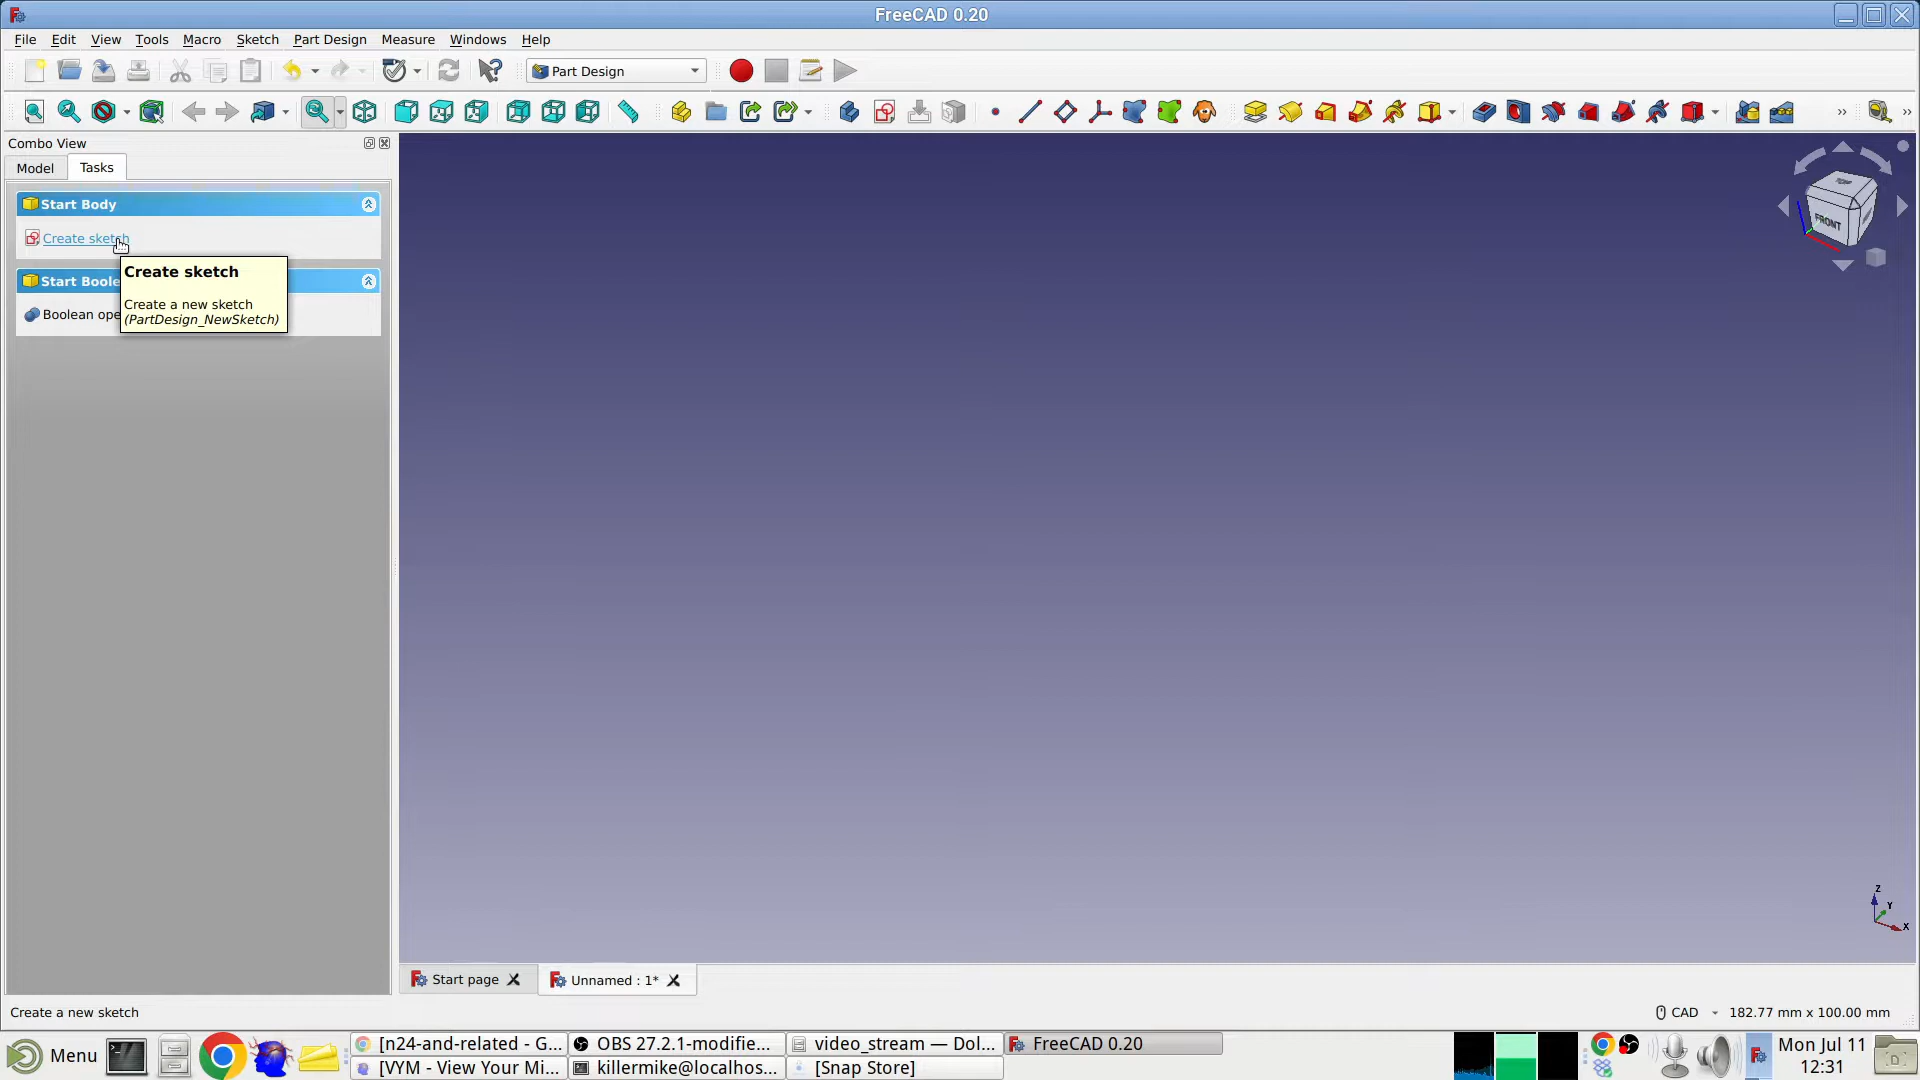 FreeCAD 0.20
File Edit View Tools Macro Sketch Part Design Measure Windows Help
Part Design
Combo View
Model Tasks
Start Body
Create sketch
Create sketch
Create a new sketch
(PartDesign_NewSketch)
Start Boole
Boolean ope
FRONT
Z
Y
X
Start page Unnamed : 1*
Create a new sketch CAD 182.77 mm x 100.00 mm
Menu
[n24-and-related - G... OBS 27.2.1-modifie... video_stream — Dol... FreeCAD 0.20
[VYM - View Your Mi... killermike@localhos... [Snap Store]
Mon Jul 11
12:31